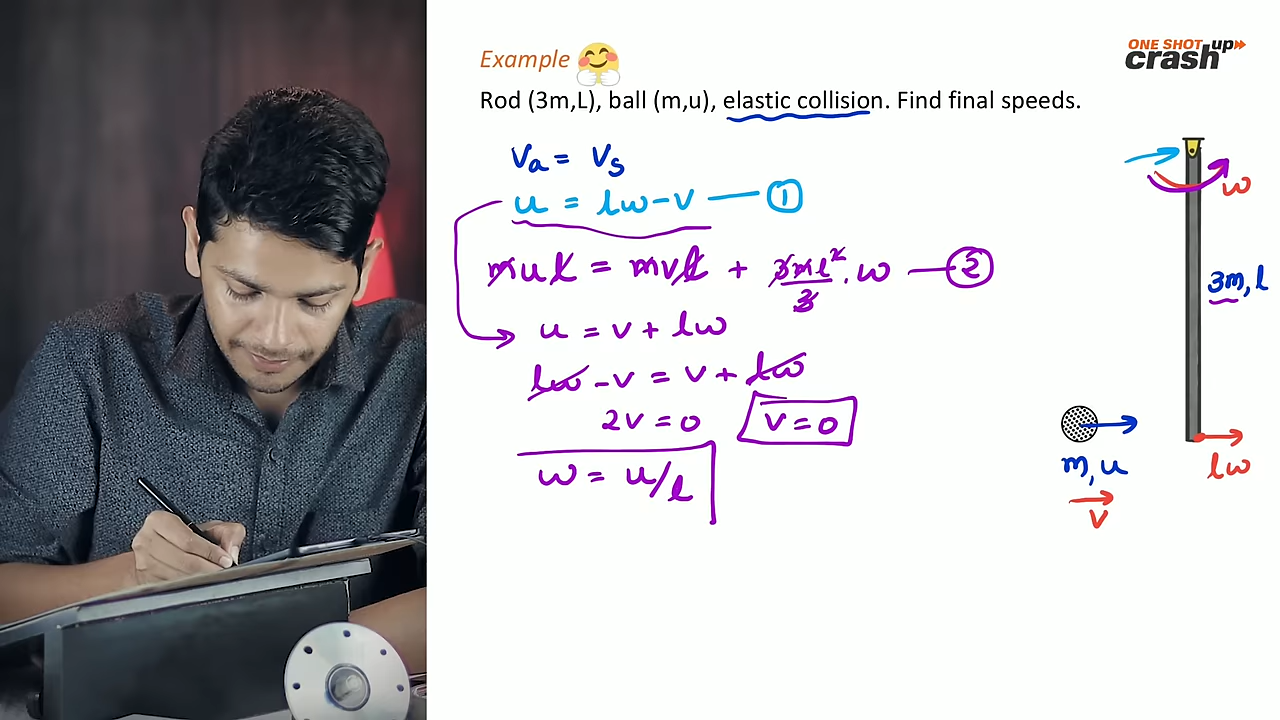 Example
ONE SHOT
crash up
Rod (3m,L), ball (m,u), elastic collision. Find final speeds.
Va = Vs
u = lω - v — ①
mul = mvl + 3ml²/3 . ω — ②
u = v + lω
lω - v = v + lω
2v = 0 v = 0
ω = u/l
ω
3m, l
m, u
v
lω